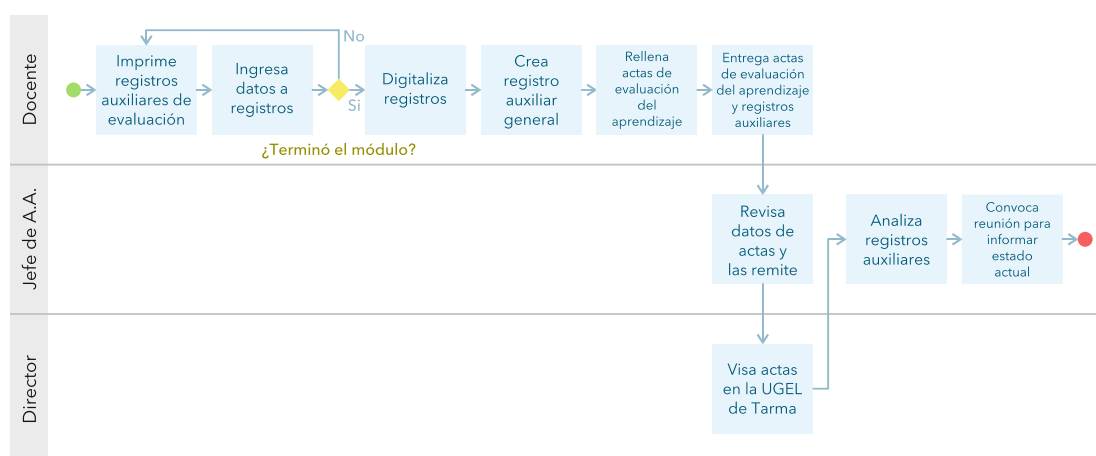 Docente
Imprime
registros
auxiliares de
evaluación
Ingresa
datos a
registros
No
Si
¿Terminó el módulo?
Digitaliza
registros
Crea
registro
auxiliar
general
Rellena
actas de
evaluación
del
aprendizaje
Entrega actas
de evaluación
del aprendizaje
y registros
auxiliares
Jefe de A.A.
Revisa
datos de
actas y
las remite
Analiza
registros
auxiliares
Convoca
reunión para
informar
estado
actual
Director
Visa actas
en la UGEL
de Tarma